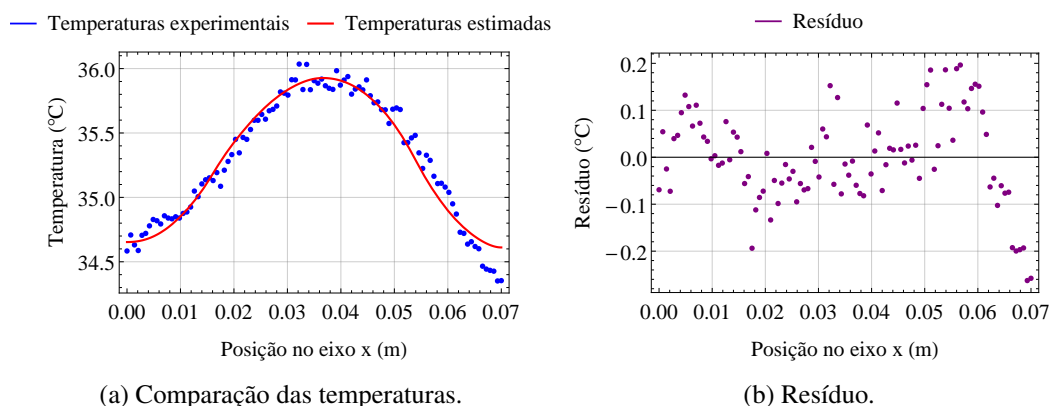 Temperaturas experimentais Temperaturas estimadas
Temperatura (°C)
36.0
35.5
35.0
34.5
0.00 0.01 0.02 0.03 0.04 0.05 0.06 0.07
Posição no eixo x (m)
(a) Comparação das temperaturas.
Resíduo
Resíduo (°C)
0.2
0.1
0.0
−0.1
−0.2
0.00 0.01 0.02 0.03 0.04 0.05 0.06 0.07
Posição no eixo x (m)
(b) Resíduo.